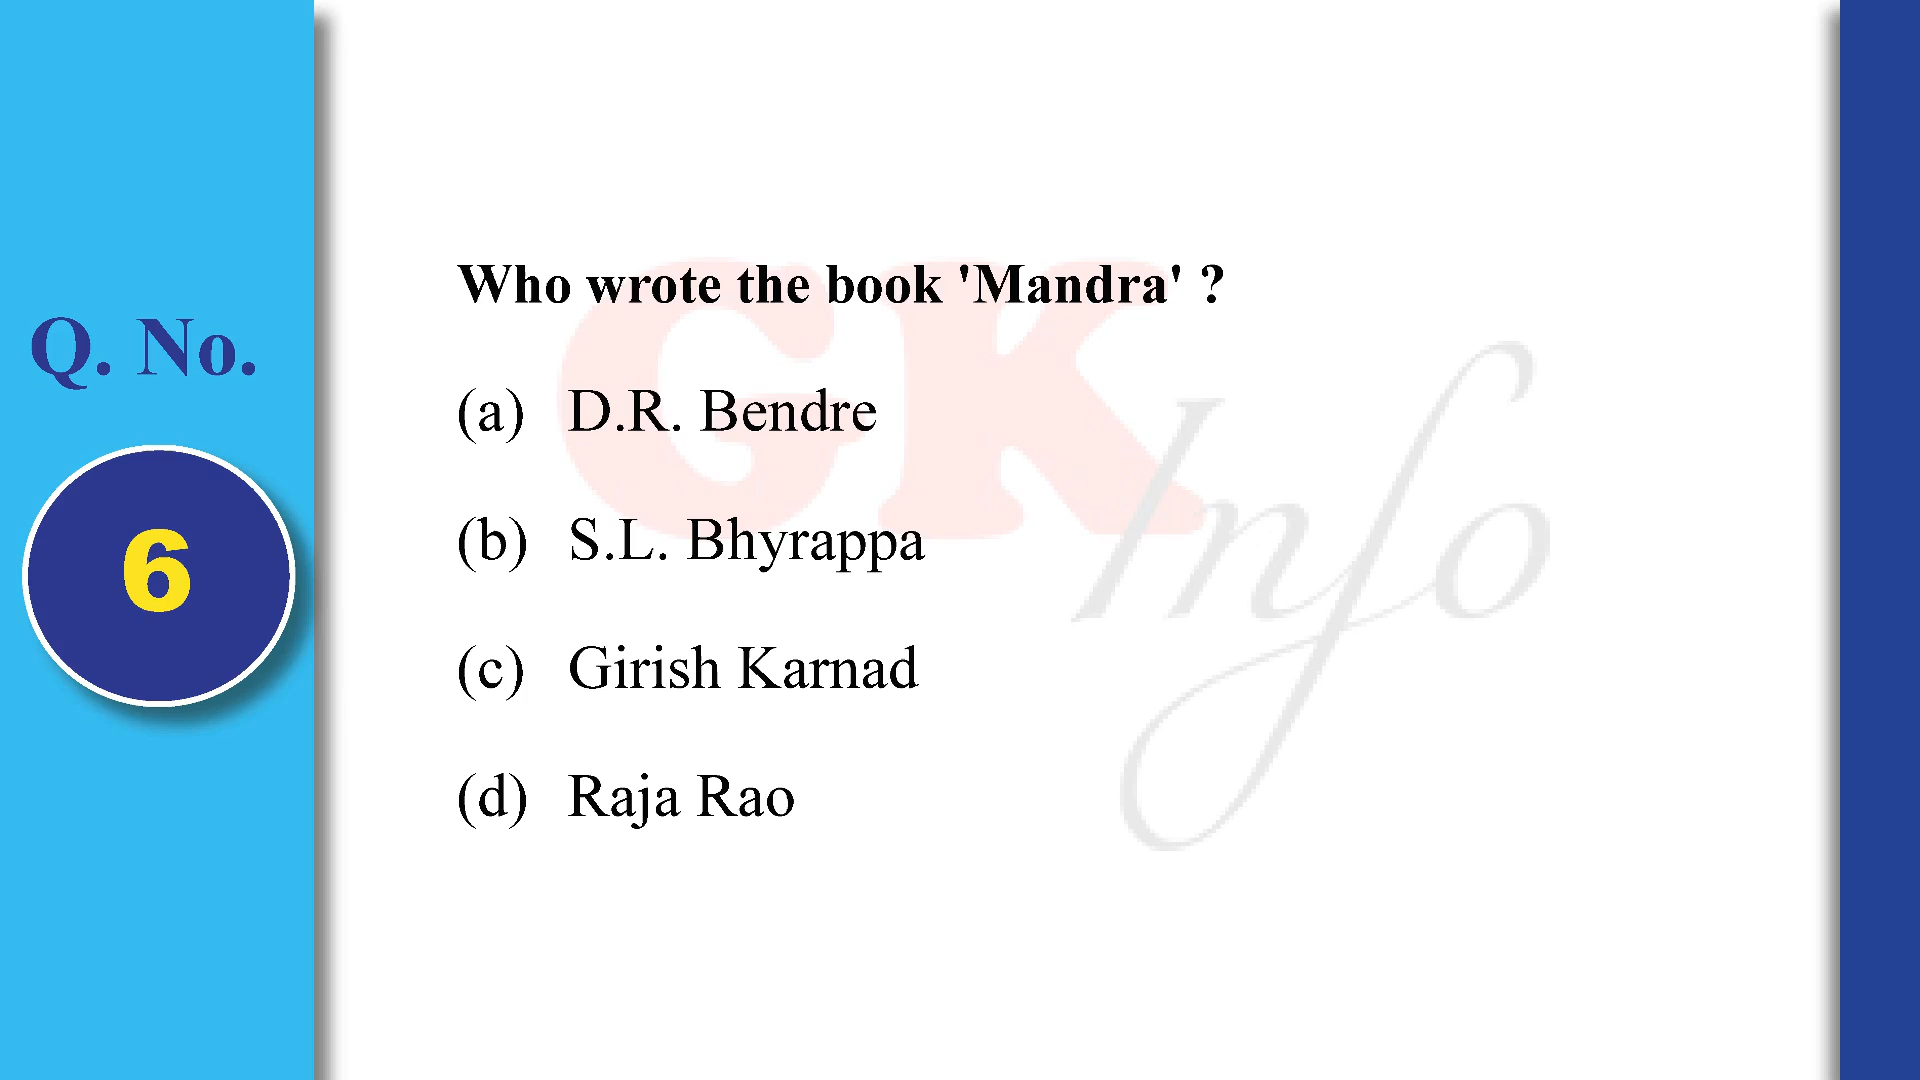 Q. No.
6
Who wrote the book 'Mandra' ?
(a) D.R. Bendre
(b) S.L. Bhyrappa
(c) Girish Karnad
(d) Raja Rao
GK
Info